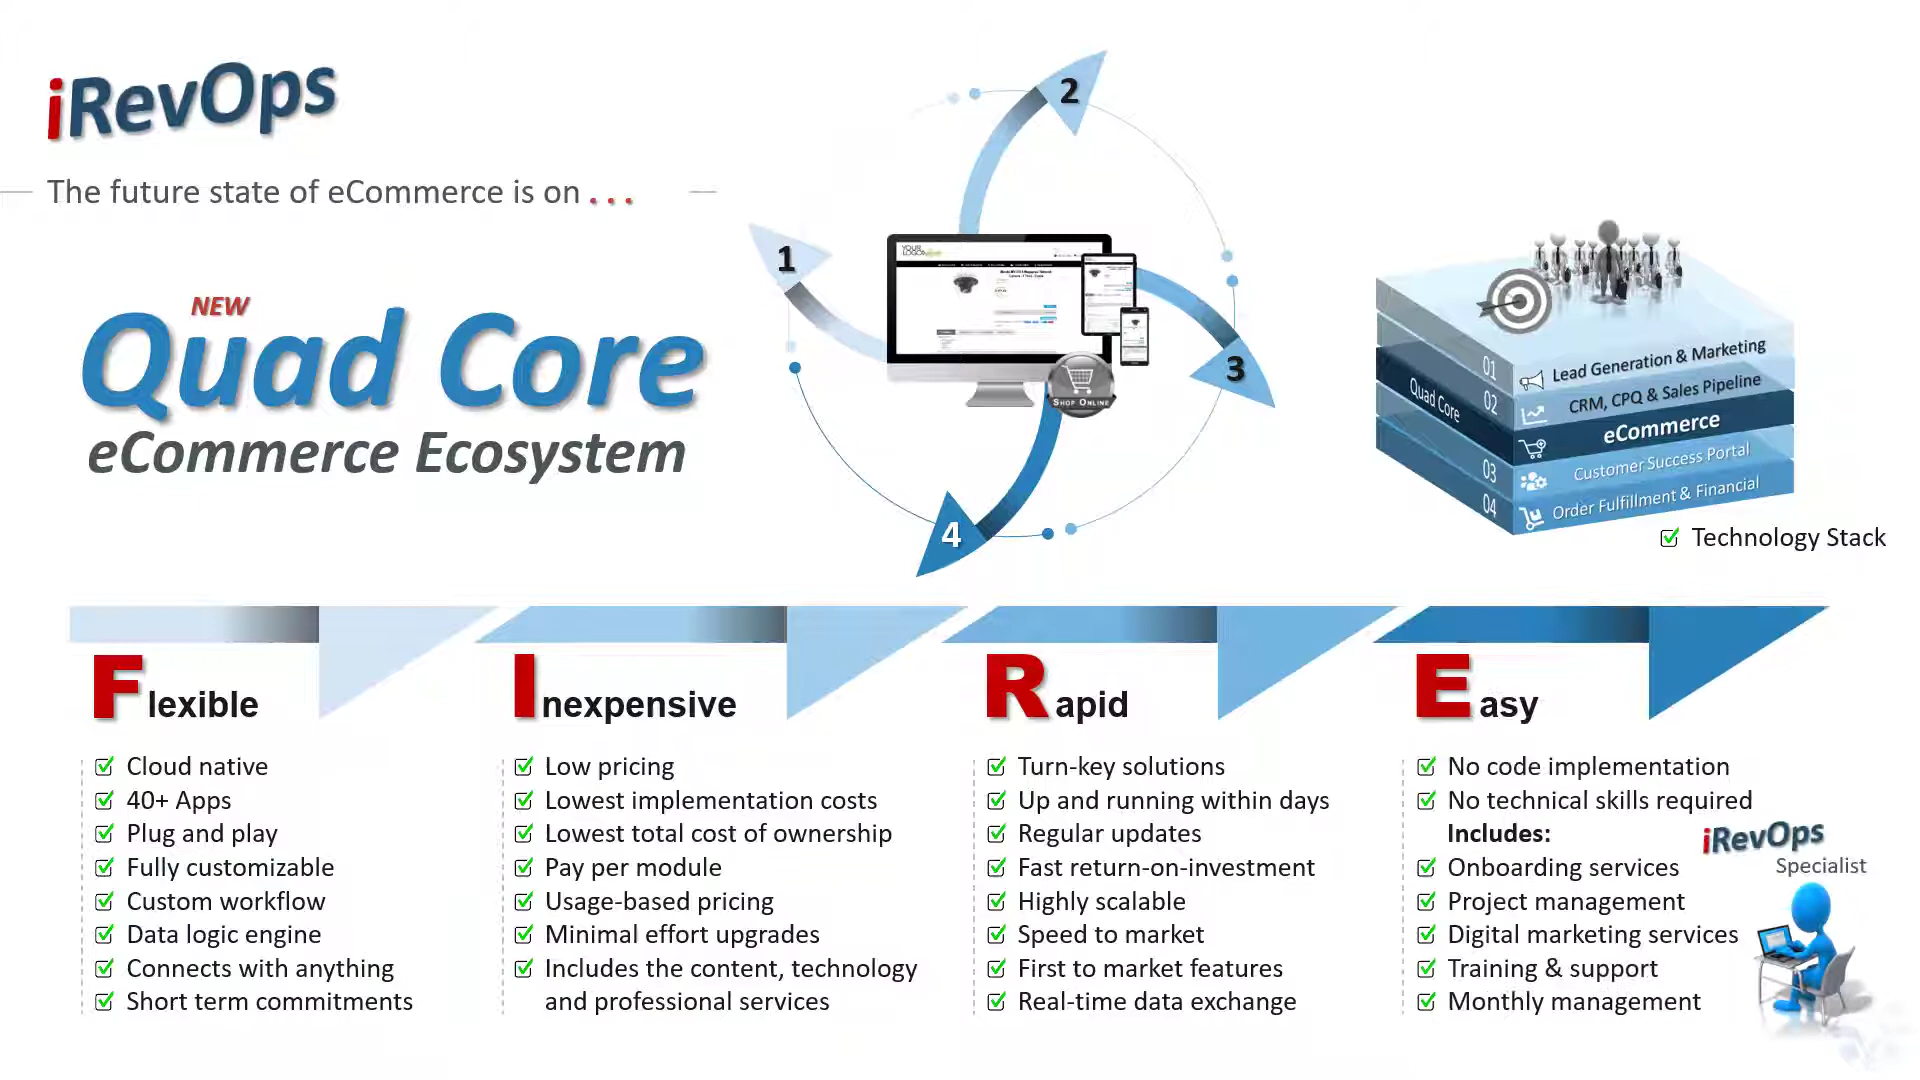 iRevOps
The future state of eCommerce is on . . .
NEW
Quad Core
eCommerce Ecosystem
1
2
3
4
YOUR
SHOP ONLINE
Quad Core
01 Lead Generation & Marketing
02 CRM, CPQ & Sales Pipeline
eCommerce
03 Customer Success Portal
04 Order Fulfillment & Financial
Technology Stack
Flexible
Cloud native
40+ Apps
Plug and play
Fully customizable
Custom workflow
Data logic engine
Connects with anything
Short term commitments
Inexpensive
Low pricing
Lowest implementation costs
Lowest total cost of ownership
Pay per module
Usage-based pricing
Minimal effort upgrades
Includes the content, technology
and professional services
Rapid
Turn-key solutions
Up and running within days
Regular updates
Fast return-on-investment
Highly scalable
Speed to market
First to market features
Real-time data exchange
Easy
No code implementation
No technical skills required
Includes:
Onboarding services
Project management
Digital marketing services
Training & support
Monthly management
iRevOps
Specialist